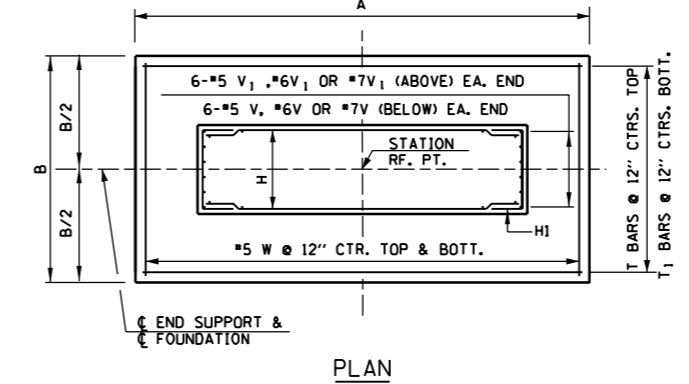 A
6-#5 V1 ,#6V1 OR #7V1 (ABOVE) EA. END
6-#5 V, #6V OR #7V (BELOW) EA. END
STATION
RF. PT.
B
B/2
B/2
H
H1
T BARS @ 12" CTRS. TOP
T1 BARS @ 12" CTRS. BOTT.
#5 W @ 12" CTR. TOP & BOTT.
℄ END SUPPORT &
℄ FOUNDATION
PLAN